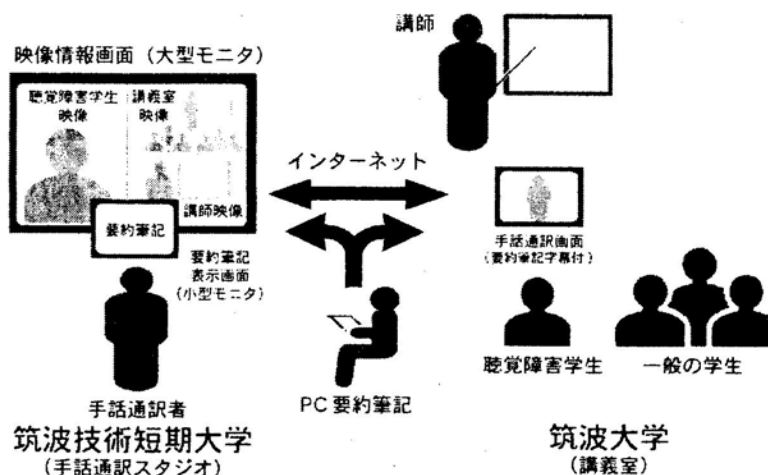 映像情報画面（大型モニタ）
聴覚障害学生
映像
講義室
映像
講師映像
要約筆記
要約筆記
表示画面
（小型モニタ）
手話通訳者
筑波技術短期大学
（手話通訳スタジオ）
インターネット
PC要約筆記
講師
手話通訳画面
（要約筆記字幕付）
聴覚障害学生
一般の学生
筑波大学
（講義室）